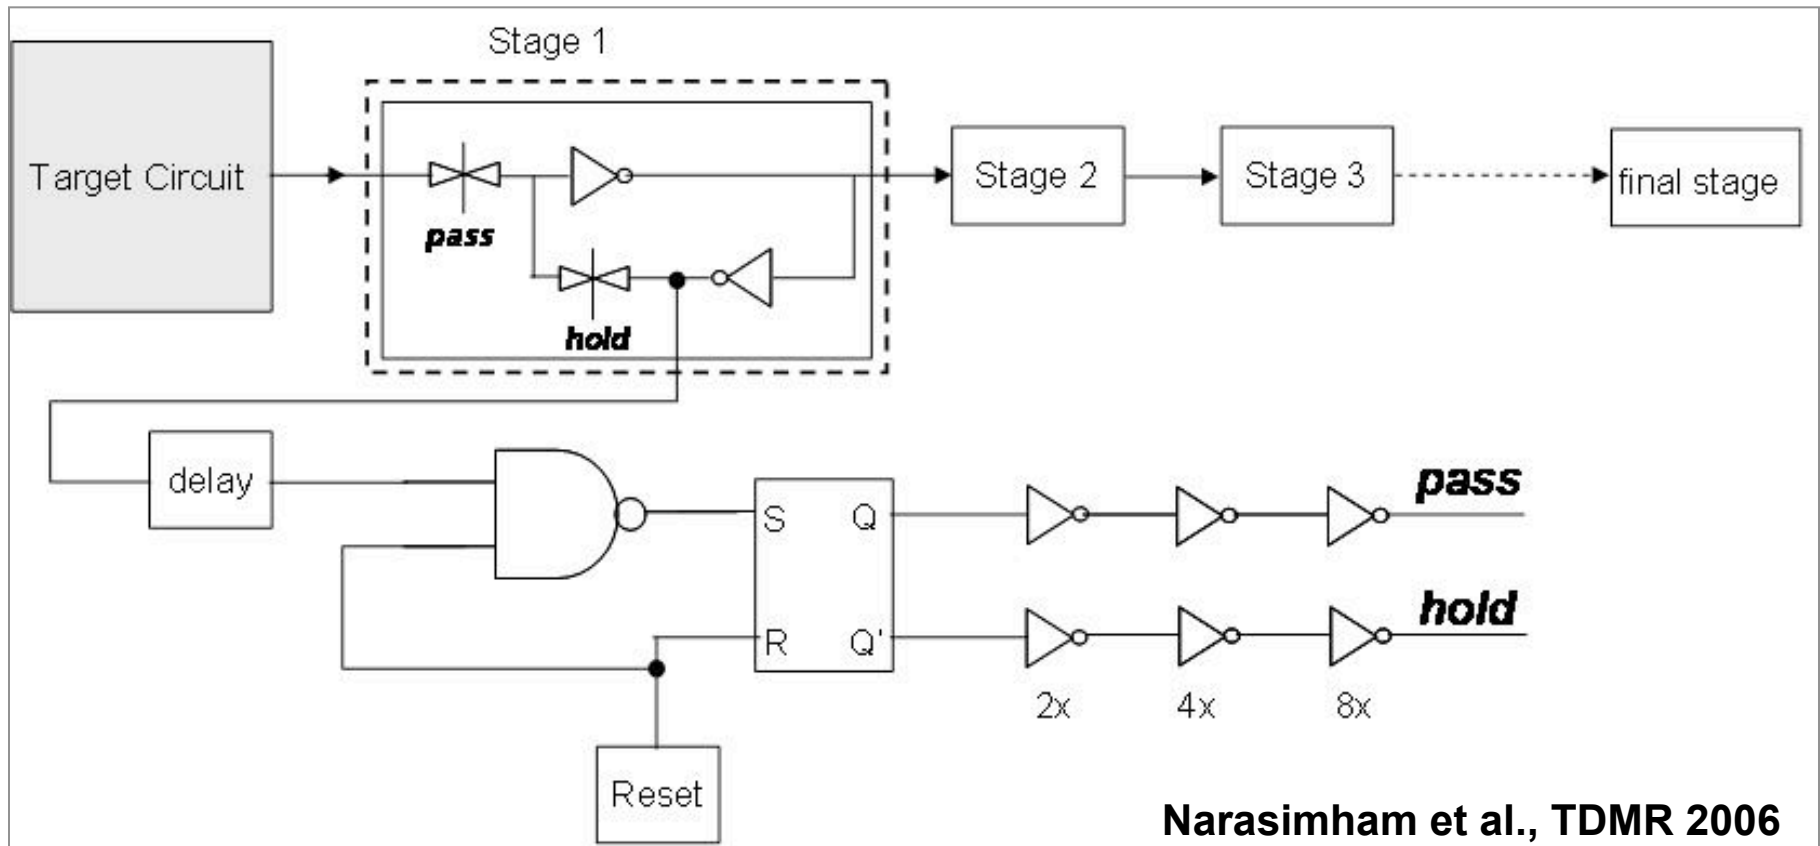 Stage 1
Target Circuit
pass
hold
Stage 2
Stage 3
final stage
delay
S
Q
R
Q'
pass
hold
2x
4x
8x
Reset
Narasimham et al., TDMR 2006